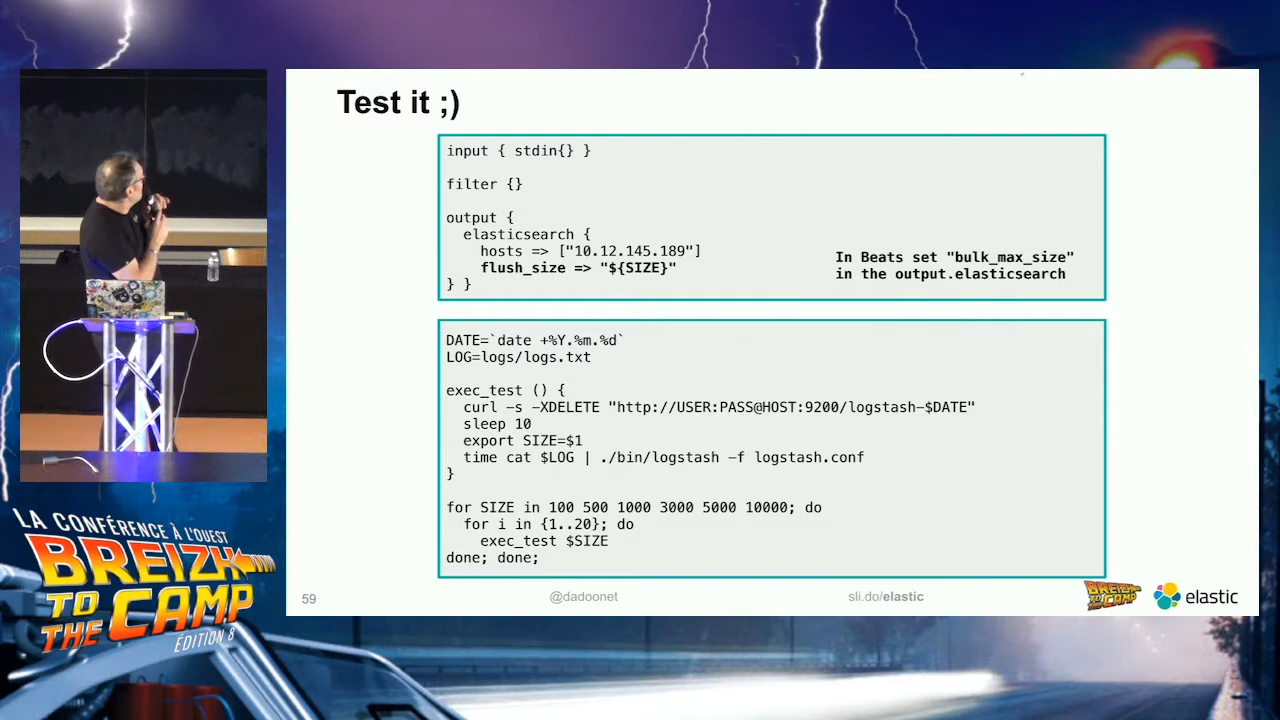 Test it ;)
input { stdin{} }
filter {}
output {
elasticsearch {
hosts => ["10.12.145.189"]
flush_size => "${SIZE}"
} }
In Beats set "bulk_max_size"
in the output.elasticsearch
DATE=`date +%Y.%m.%d`
LOG=logs/logs.txt
exec_test () {
curl -s -XDELETE "http://USER:PASS@HOST:9200/logstash-$DATE"
sleep 10
export SIZE=$1
time cat $LOG | ./bin/logstash -f logstash.conf
}
for SIZE in 100 500 1000 3000 5000 10000; do
for i in {1..20}; do
exec_test $SIZE
done; done;
59
@dadoonet
sli.do/elastic
BREIZH
TO
THE CAMP
elastic
LA CONFÉRENCE À L'OUEST
BREIZH
TO
THE CAMP
ÉDITION 8